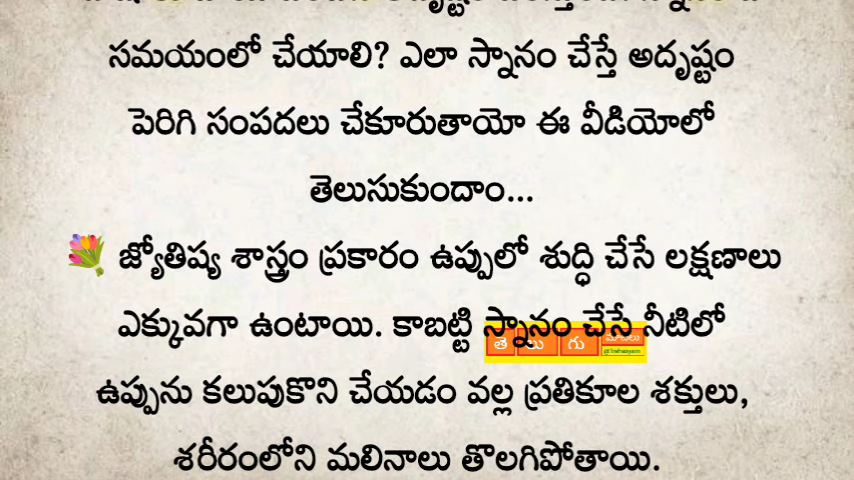 సమయంలో చేయాలి? ఎలా స్నానం చేస్తే అదృష్టం
పెరిగి సంపదలు చేకూరుతాయో ఈ వీడియోలో
తెలుసుకుందాం...
💐 జ్యోతిష్య శాస్త్రం ప్రకారం ఉప్పులో శుద్ధి చేసే లక్షణాలు
ఎక్కువగా ఉంటాయి. కాబట్టి స్నానం చేసే నీటిలో
తెలుగు
ఉప్పును కలుపుకొని చేయడం వల్ల ప్రతికూల శక్తులు,
శరీరంలోని మలినాలు తొలగిపోతాయి.